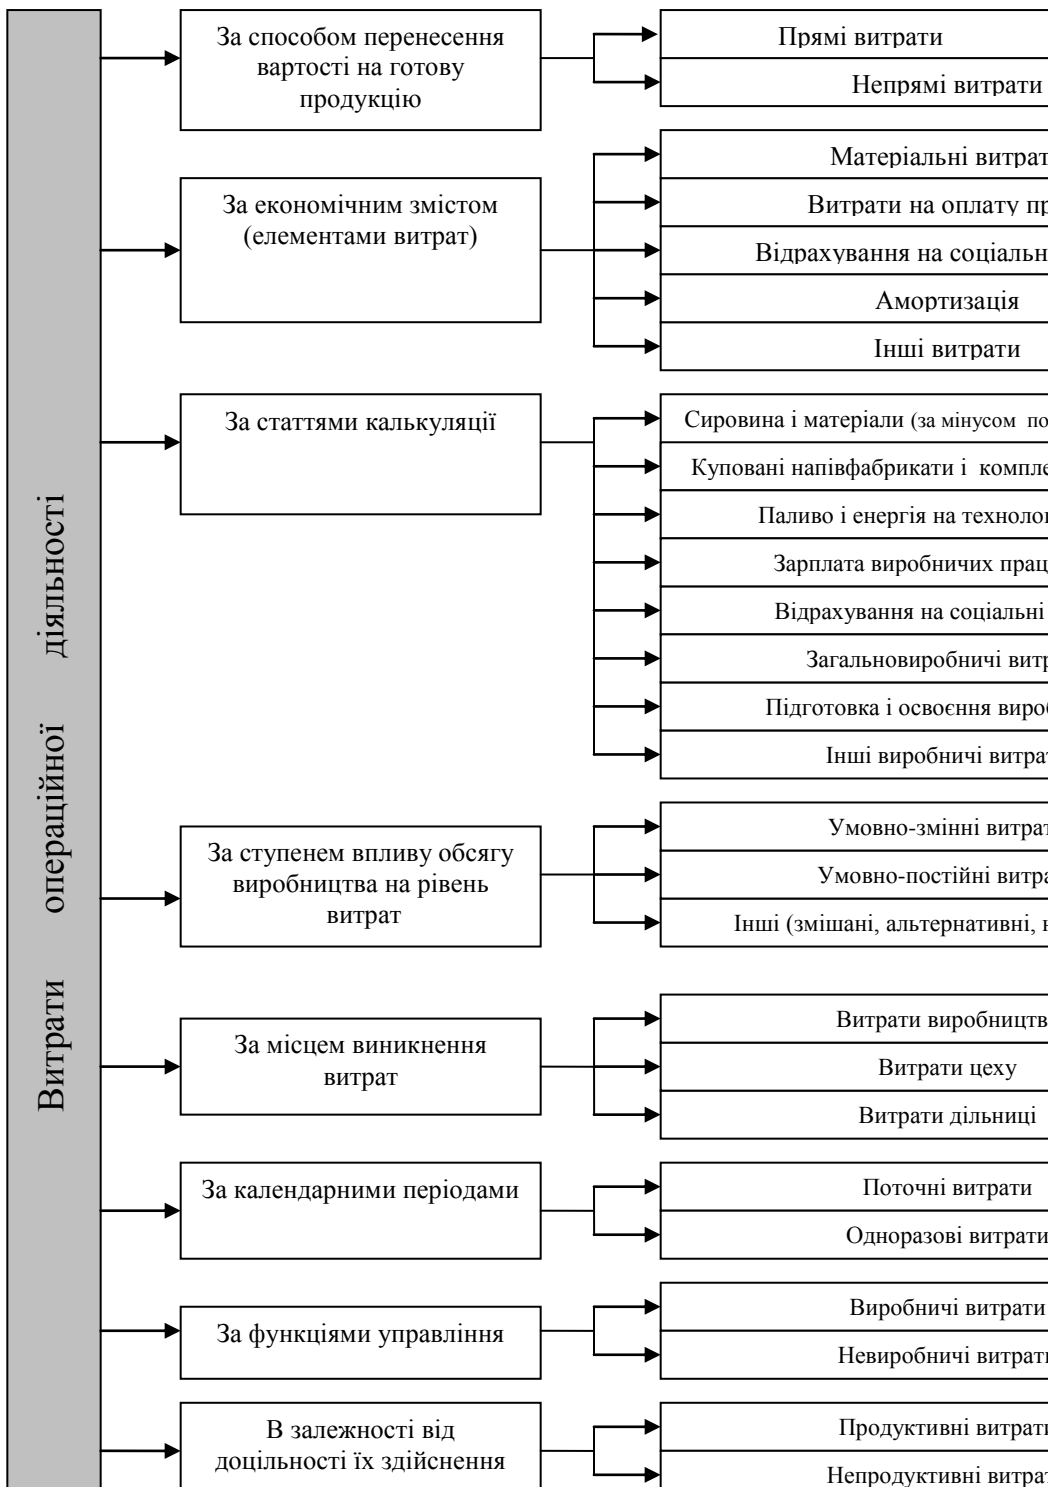 Витрати операційної діяльності
За способом перенесення
вартості на готову
продукцію
Прямі витрати
Непрямі витрати
За економічним змістом
(елементами витрат)
Матеріальні витрат
Витрати на оплату пр
Відрахування на соціальн
Амортизація
Інші витрати
За статтями калькуляції
Сировина і матеріали (за мінусом по
Куповані напівфабрикати і компле
Паливо і енергія на технолог
Зарплата виробничих прац
Відрахування на соціальні
Загальновиробничі витр
Підготовка і освоєння вироб
Інші виробничі витрат
За ступенем впливу обсягу
виробництва на рівень
витрат
Умовно-змінні витрат
Умовно-постійні витра
Інші (змішані, альтернативні, н
За місцем виникнення
витрат
Витрати виробництв
Витрати цеху
Витрати дільниці
За календарними періодами
Поточні витрати
Одноразові витрати
За функціями управління
Виробничі витрати
Невиробничі витрати
В залежності від
доцільності їх здійснення
Продуктивні витрати
Непродуктивні витрат